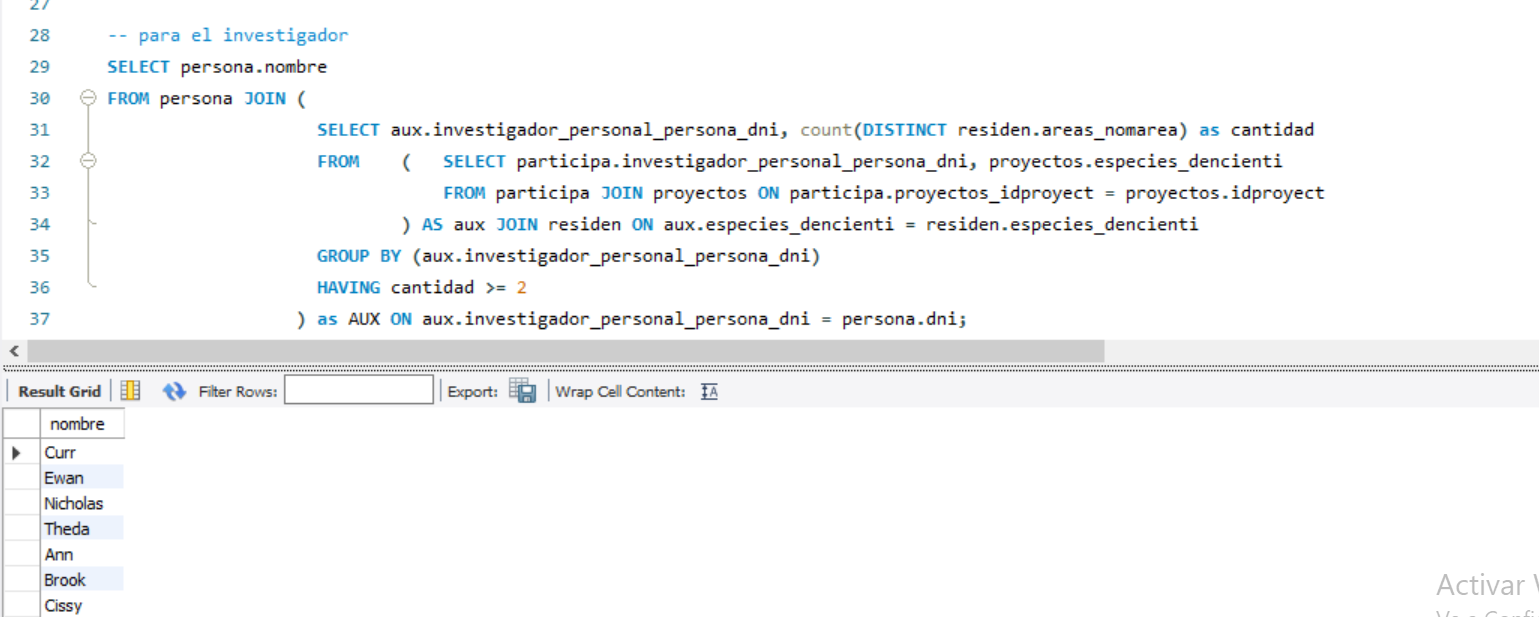 27
28 -- para el investigador
29 SELECT persona.nombre
30 FROM persona JOIN (
31 SELECT aux.investigador_personal_persona_dni, count(DISTINCT residen.areas_nomarea) as cantidad
32 FROM ( SELECT participa.investigador_personal_persona_dni, proyectos.especies_dencienti
33 FROM participa JOIN proyectos ON participa.proyectos_idproyect = proyectos.idproyect
34 ) AS aux JOIN residen ON aux.especies_dencienti = residen.especies_dencienti
35 GROUP BY (aux.investigador_personal_persona_dni)
36 HAVING cantidad >= 2
37 ) as AUX ON aux.investigador_personal_persona_dni = persona.dni;
Result Grid Filter Rows: Export: Wrap Cell Content: IA
nombre
Curr
Ewan
Nicholas
Theda
Ann
Brook
Cissy
Activar